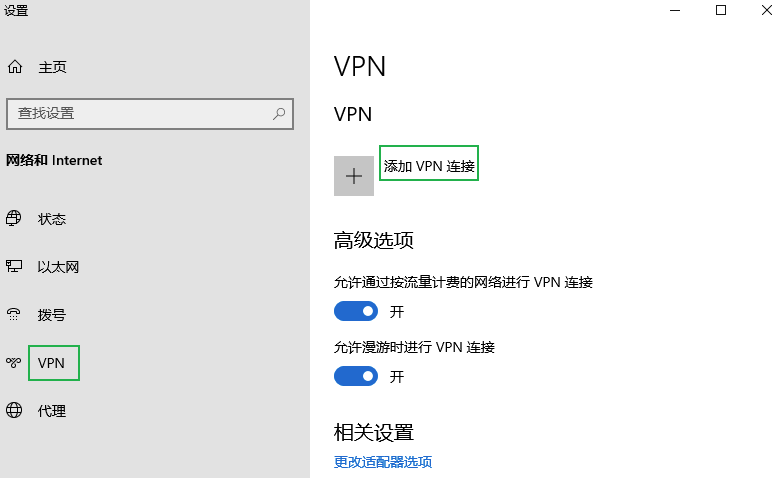 设置
主页
查找设置
网络和 Internet
状态
以太网
拨号
VPN
代理
VPN
VPN
添加 VPN 连接
高级选项
允许通过按流量计费的网络进行 VPN 连接
开
允许漫游时进行 VPN 连接
开
相关设置
更改适配器选项